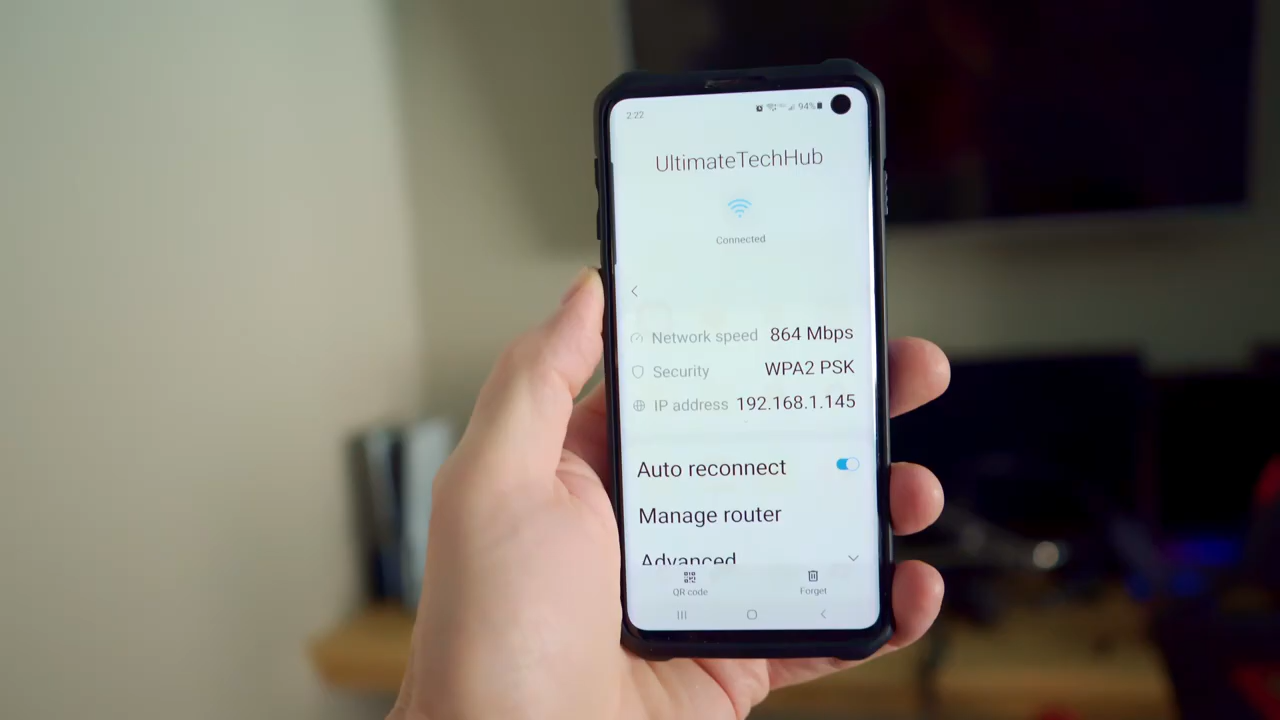 2:22 94%
UltimateTechHub
Connected
Network speed 864 Mbps
Security WPA2 PSK
IP address 192.168.1.145
Auto reconnect
Manage router
Advanced
QR code Forget